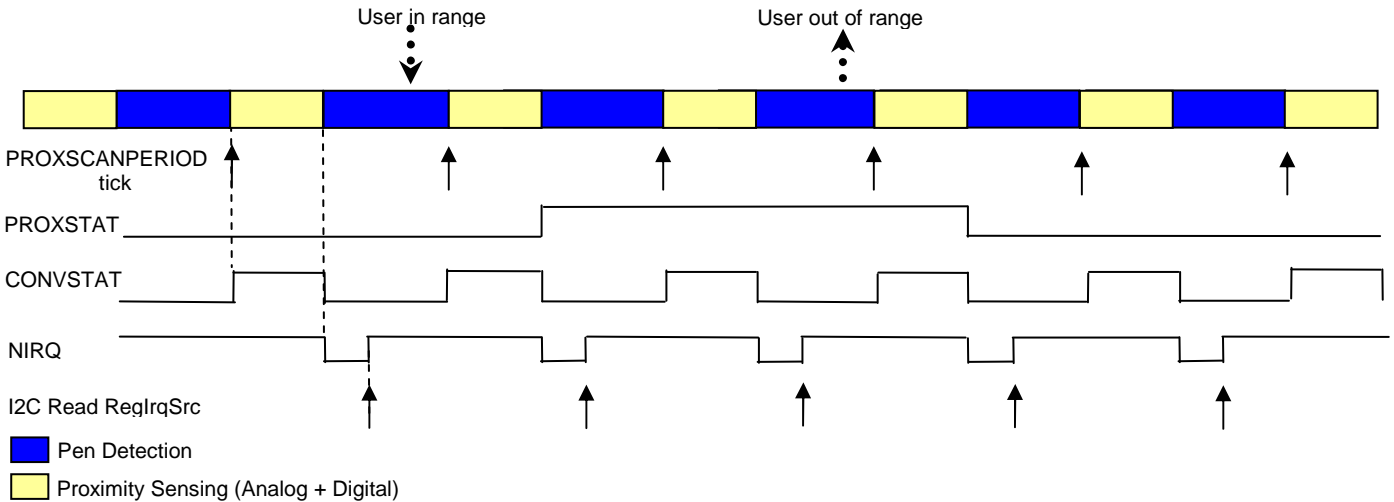 User in range
User out of range
PROXSCANPERIOD
tick
PROXSTAT
CONVSTAT
NIRQ
I2C Read RegIrqSrc
Pen Detection
Proximity Sensing (Analog + Digital)